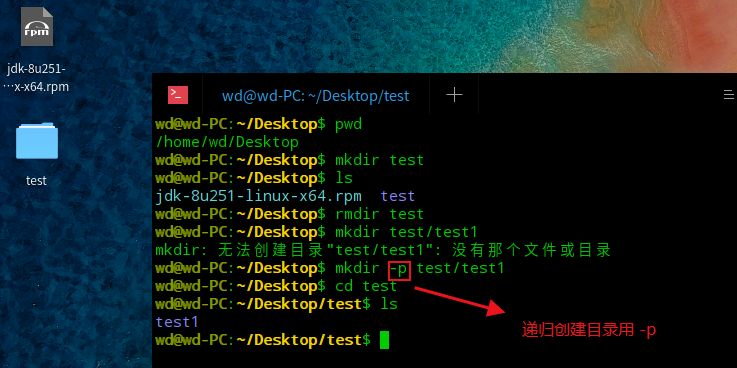 rpm
jdk-8u251-
…x-x64.rpm
test
wd@wd-PC: ~/Desktop/test
wd@wd-PC:~/Desktop$ pwd
/home/wd/Desktop
wd@wd-PC:~/Desktop$ mkdir test
wd@wd-PC:~/Desktop$ ls
jdk-8u251-linux-x64.rpm  test
wd@wd-PC:~/Desktop$ rmdir test
wd@wd-PC:~/Desktop$ mkdir test/test1
mkdir: 无法创建目录"test/test1": 没有那个文件或目录
wd@wd-PC:~/Desktop$ mkdir -p test/test1
wd@wd-PC:~/Desktop$ cd test
wd@wd-PC:~/Desktop/test$ ls
test1
递归创建目录用 -p
wd@wd-PC:~/Desktop/test$